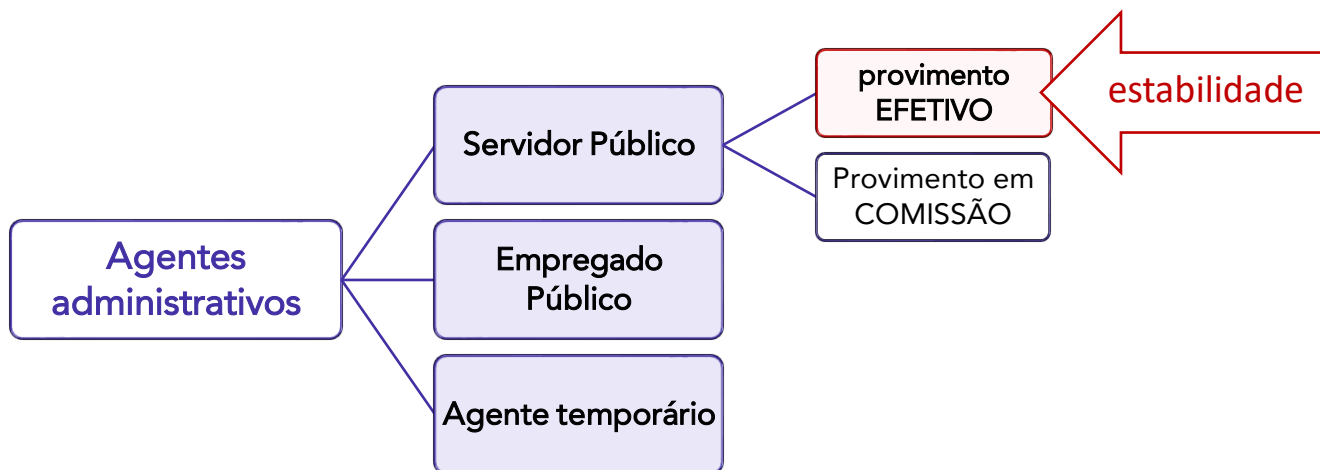 provimento
EFETIVO
estabilidade
Servidor Público
Provimento em
COMISSÃO
Agentes
administrativos
Empregado
Público
Agente temporário